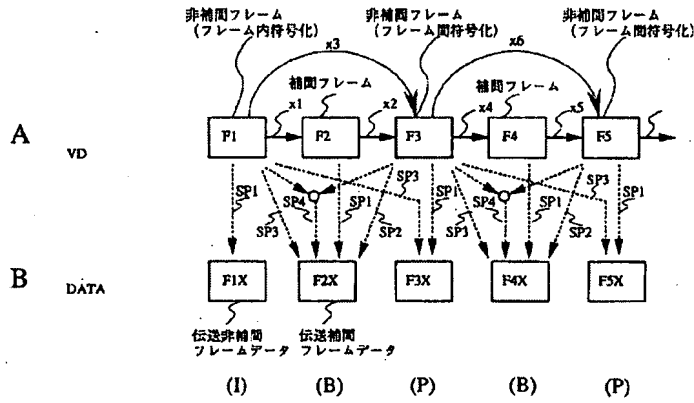 非補間フレーム
(フレーム内符号化)
非補間フレーム
(フレーム間符号化)
非補間フレーム
(フレーム間符号化)
x3
x6
補間フレーム
補間フレーム
x1
x2
x4
x5
A
VD
F1
F2
F3
F4
F5
SP1
SP3
SP4
SP1
SP2
SP3
SP1
SP3
SP4
SP1
SP2
SP3
SP1
B
DATA
F1X
F2X
F3X
F4X
F5X
伝送非補間
フレームデータ
伝送補間
フレームデータ
(I)
(B)
(P)
(B)
(P)